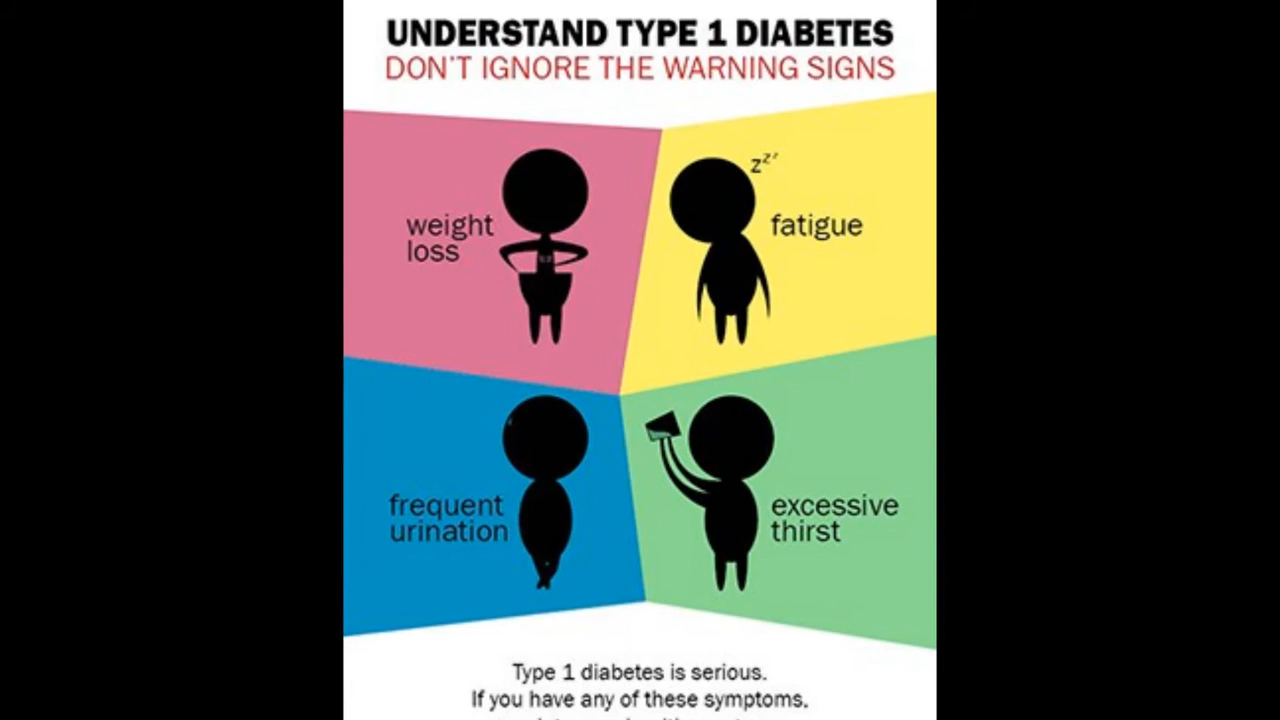 UNDERSTAND TYPE 1 DIABETES
DON'T IGNORE THE WARNING SIGNS
weight
loss
zzz
fatigue
frequent
urination
excessive
thirst
Type 1 diabetes is serious.
If you have any of these symptoms,